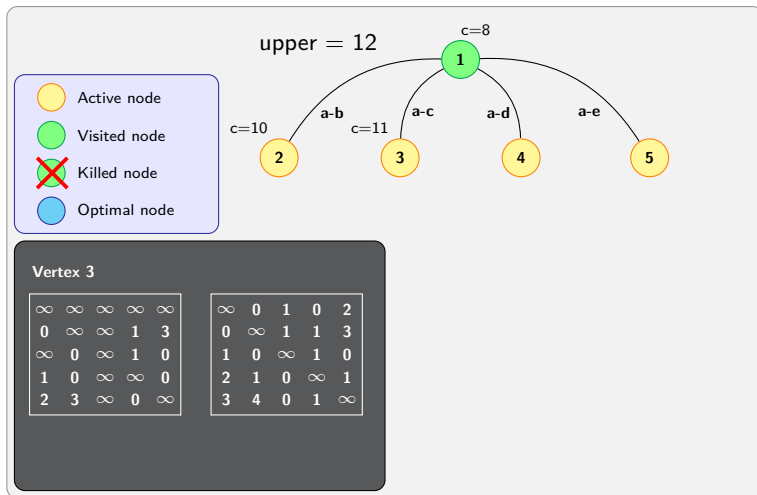 c=8
upper = 12
1
Active node
a-b
a-c
a-d
a-e
Visited node
c=10
c=11
2
3
4
5
Killed node
Optimal node
Vertex 3
∞ ∞ ∞ ∞ ∞
0 ∞ ∞ 1 3
∞ 0 ∞ 1 0
1 0 ∞ ∞ 0
2 3 ∞ 0 ∞
∞ 0 1 0 2
0 ∞ 1 1 3
1 0 ∞ 1 0
2 1 0 ∞ 1
3 4 0 1 ∞